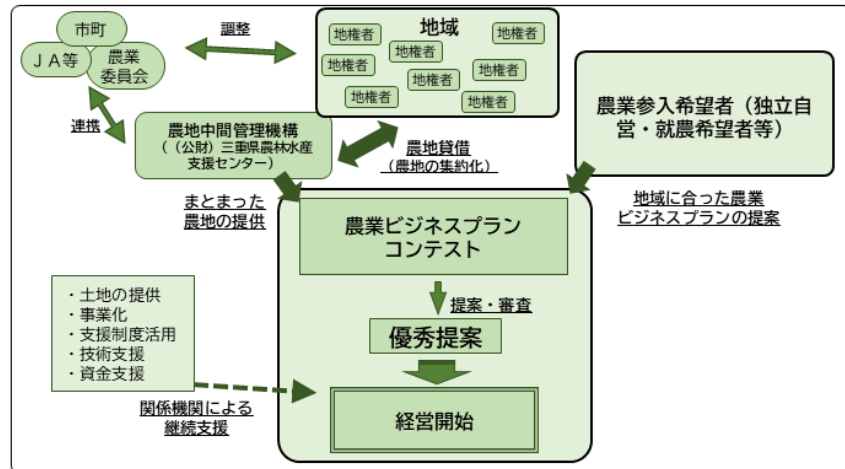 市町
ＪＡ等
農業
委員会
調整
地域
地権者
地権者
地権者
地権者
地権者
地権者
地権者
地権者
農業参入希望者（独立自
営・就農希望者等）
連携
農地中間管理機構
（（公財）三重県農林水産
支援センター）
農地貸借
（農地の集約化）
まとまった
農地の提供
地域に合った農業
ビジネスプランの提案
農業ビジネスプラン
コンテスト
提案・審査
優秀提案
・土地の提供
・事業化
・支援制度活用
・技術支援
・資金支援
関係機関による
継続支援
経営開始